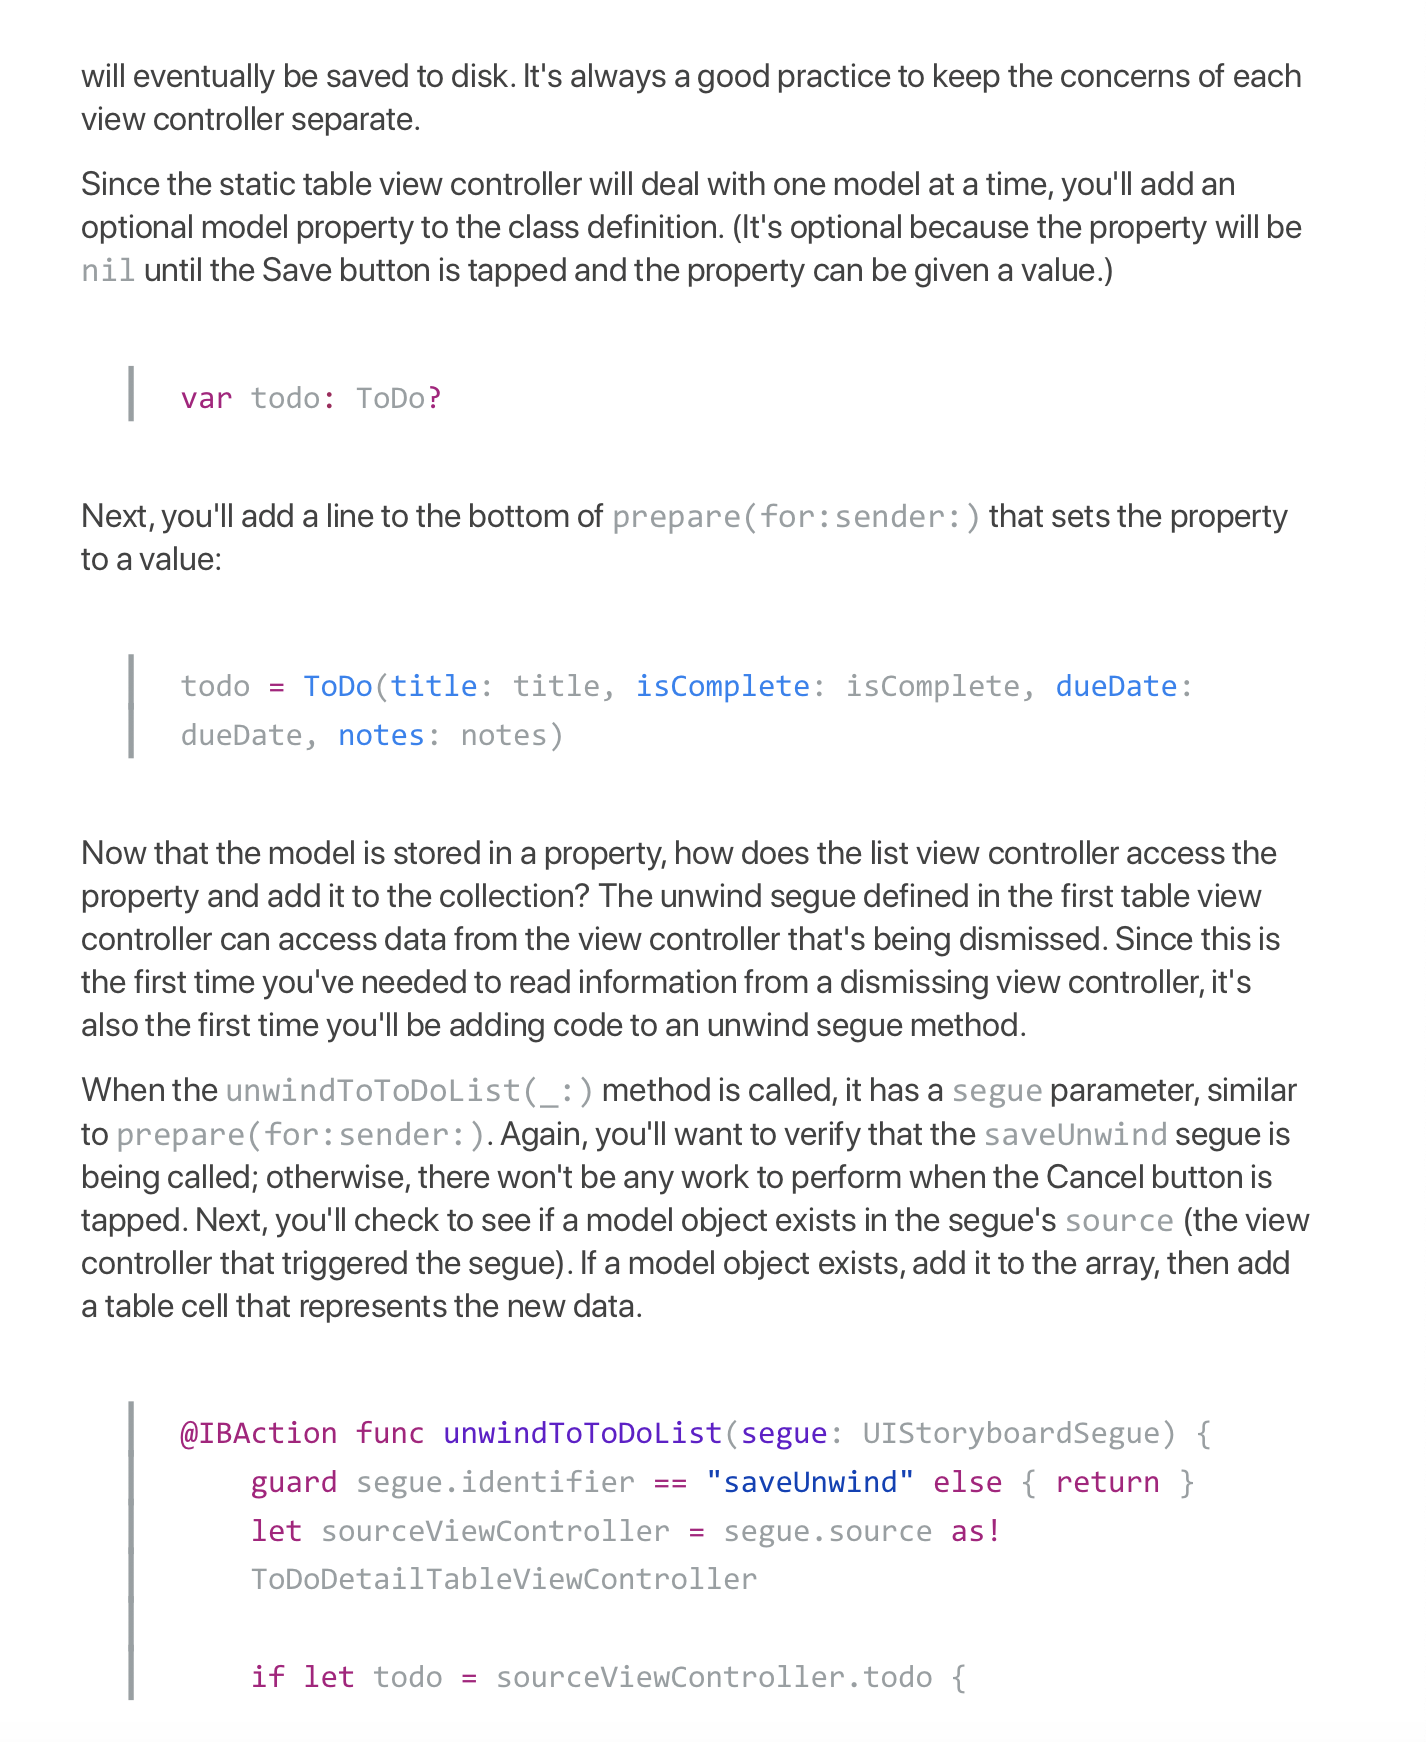 will eventually be saved to disk. It's always a good practice to keep the concerns of each
view controller separate.
Since the static table view controller will deal with one model at a time, you'll add an
optional model property to the class definition. (It's optional because the property will be
nil until the Save button is tapped and the property can be given a value.)
var todo: ToDo?
Next, you'll add a line to the bottom of prepare(for:sender:) that sets the property
to a value:
todo = ToDo(title: title, isComplete: isComplete, dueDate:
dueDate, notes: notes)
Now that the model is stored in a property, how does the list view controller access the
property and add it to the collection? The unwind segue defined in the first table view
controller can access data from the view controller that's being dismissed. Since this is
the first time you've needed to read information from a dismissing view controller, it's
also the first time you'll be adding code to an unwind segue method.
When the unwindToToDoList(_:) method is called, it has a segue parameter, similar
to prepare(for:sender:). Again, you'll want to verify that the saveUnwind segue is
being called; otherwise, there won't be any work to perform when the Cancel button is
tapped. Next, you'll check to see if a model object exists in the segue's source (the view
controller that triggered the segue). If a model object exists, add it to the array, then add
a table cell that represents the new data.
@IBAction func unwindToToDoList(segue: UIStoryboardSegue) {
    guard segue.identifier == "saveUnwind" else { return }
    let sourceViewController = segue.source as!
    ToDoDetailTableViewController
    if let todo = sourceViewController.todo {